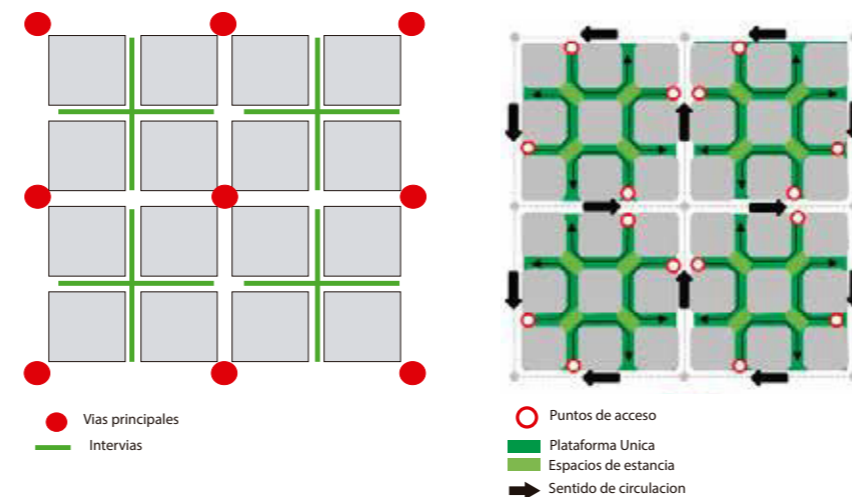 Vias principales
Intervias
Puntos de acceso
Plataforma Unica
Espacios de estancia
Sentido de circulacion